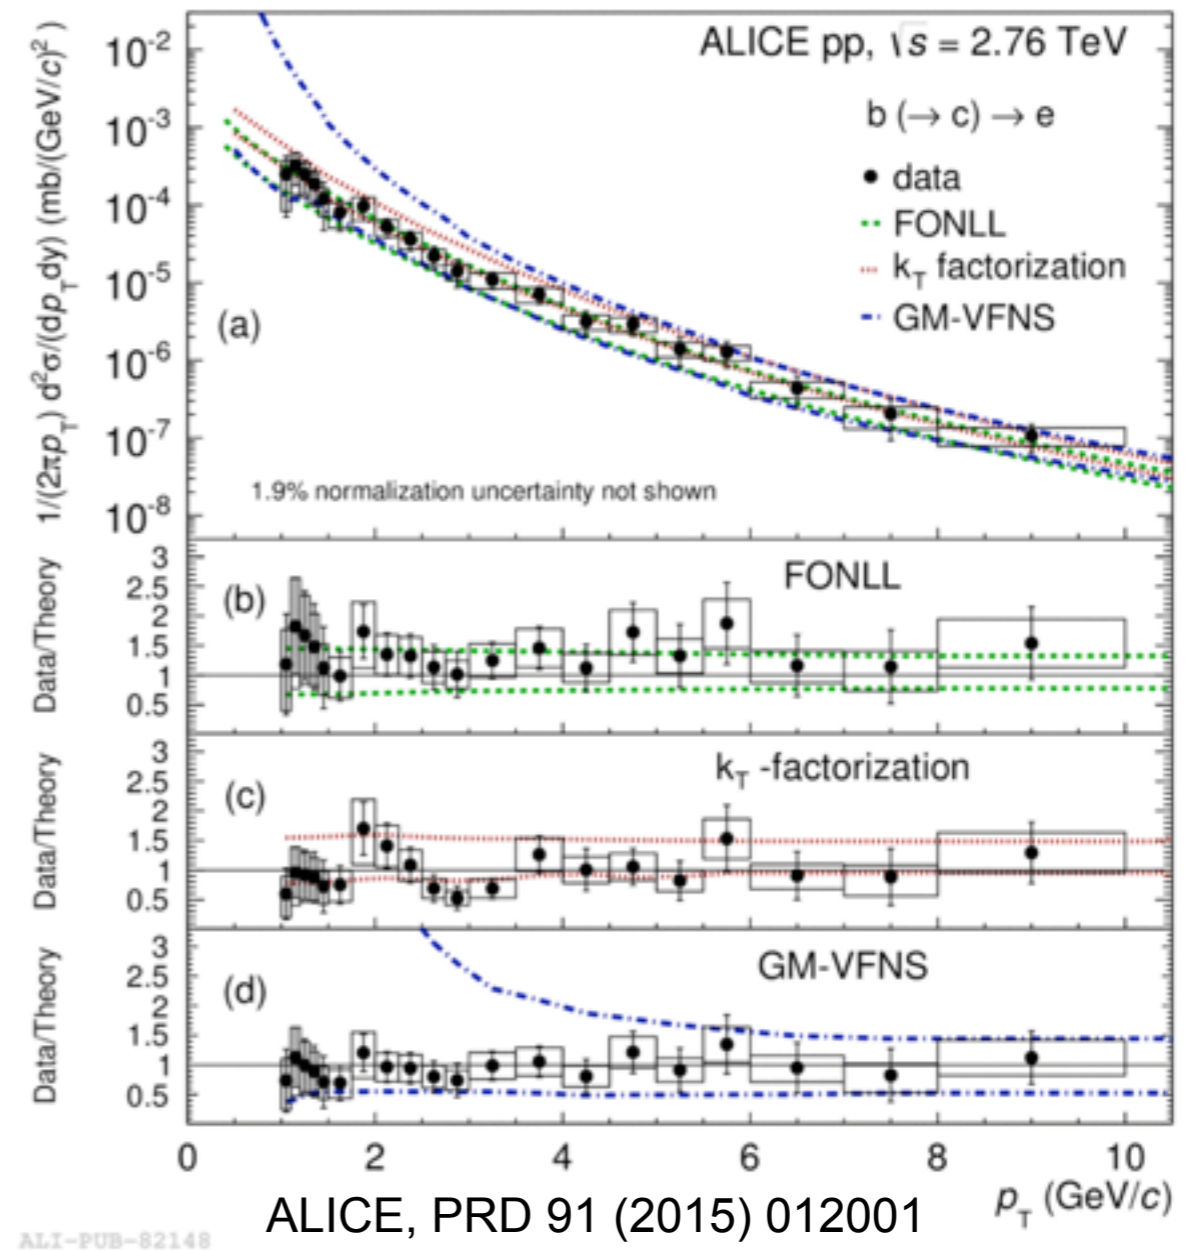 ALICE pp, √s = 2.76 TeV
b (→ c) → e
data
FONLL
k_T factorization
GM-VFNS
(a)
1.9% normalization uncertainty not shown
1/(2πp_T) d²σ/(dp_Tdy) (mb/(GeV/c)²)
10⁻²
10⁻³
10⁻⁴
10⁻⁵
10⁻⁶
10⁻⁷
10⁻⁸
(b)
FONLL
Data/Theory
3
2.5
2
1.5
1
0.5
(c)
k_T -factorization
Data/Theory
3
2.5
2
1.5
1
0.5
(d)
GM-VFNS
Data/Theory
3
2.5
2
1.5
1
0.5
0 2 4 6 8 10
p_T (GeV/c)
ALICE, PRD 91 (2015) 012001
ALI-PUB-82148